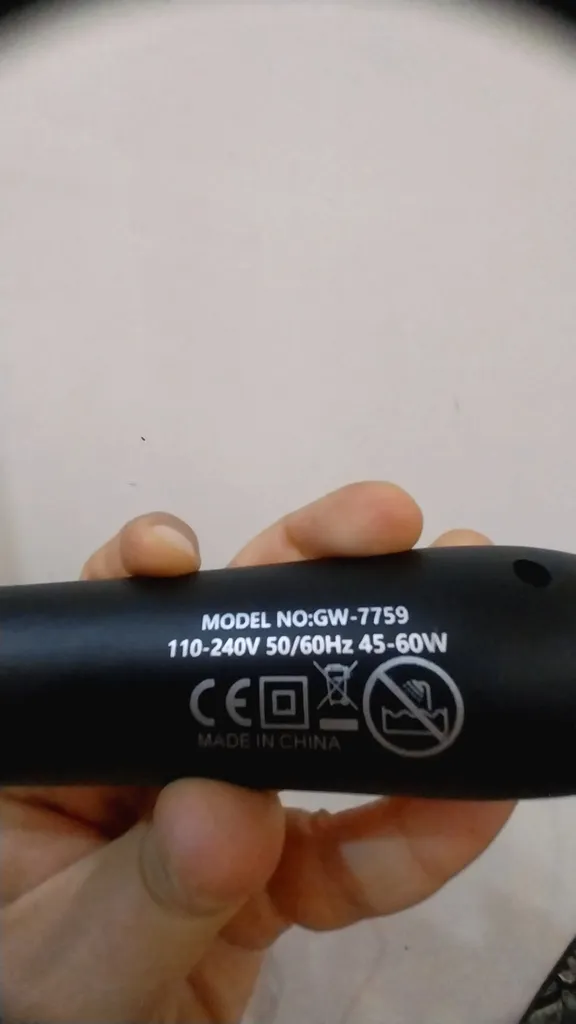 MODEL NO:GW-7759
110-240V 50/60Hz 45-60W
CE
MADE IN CHINA